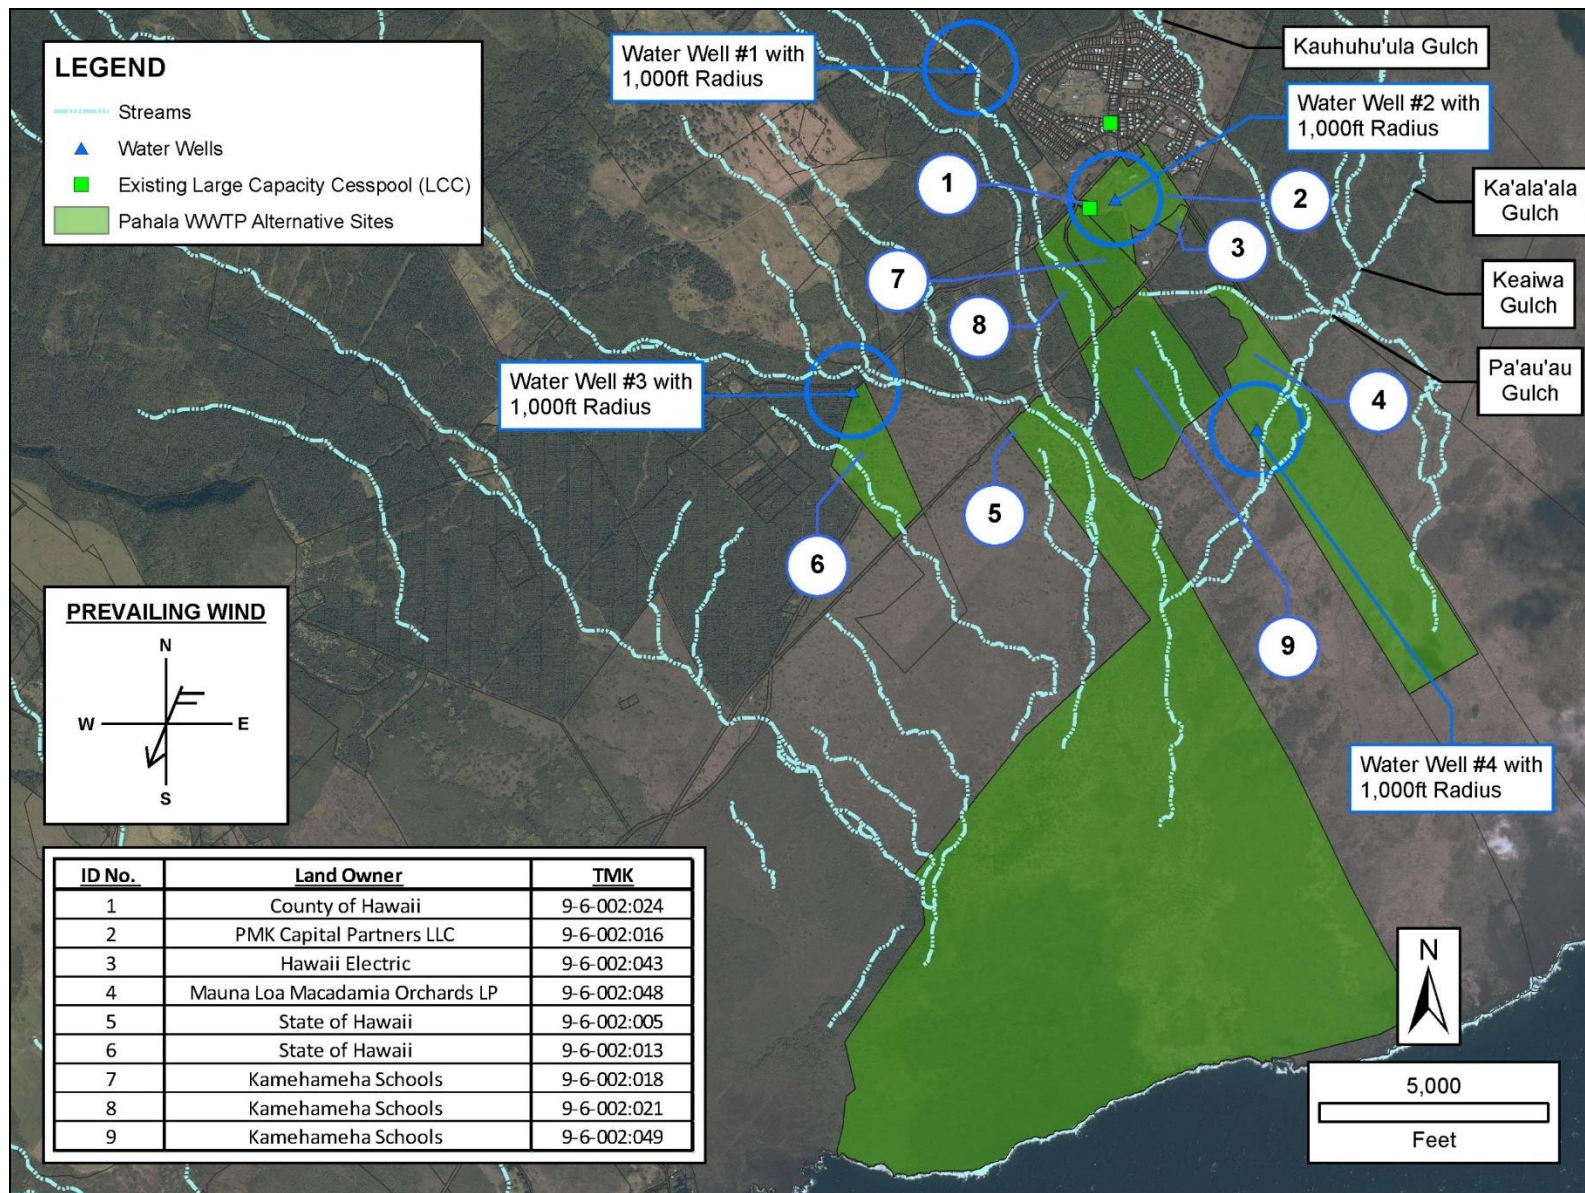 LEGEND
Streams
Water Wells
Existing Large Capacity Cesspool (LCC)
Pahala WWTP Alternative Sites
Water Well #1 with
1,000ft Radius
Kauhuhu'ula Gulch
Water Well #2 with
1,000ft Radius
Ka'ala'ala
Gulch
Keaiwa
Gulch
Pa'au'au
Gulch
1
2
3
7
8
4
Water Well #3 with
1,000ft Radius
5
6
9
Water Well #4 with
1,000ft Radius
PREVAILING WIND
N
W E
S
ID No. Land Owner TMK
1 County of Hawaii 9-6-002:024
2 PMK Capital Partners LLC 9-6-002:016
3 Hawaii Electric 9-6-002:043
4 Mauna Loa Macadamia Orchards LP 9-6-002:048
5 State of Hawaii 9-6-002:005
6 State of Hawaii 9-6-002:013
7 Kamehameha Schools 9-6-002:018
8 Kamehameha Schools 9-6-002:021
9 Kamehameha Schools 9-6-002:049
N
5,000
Feet